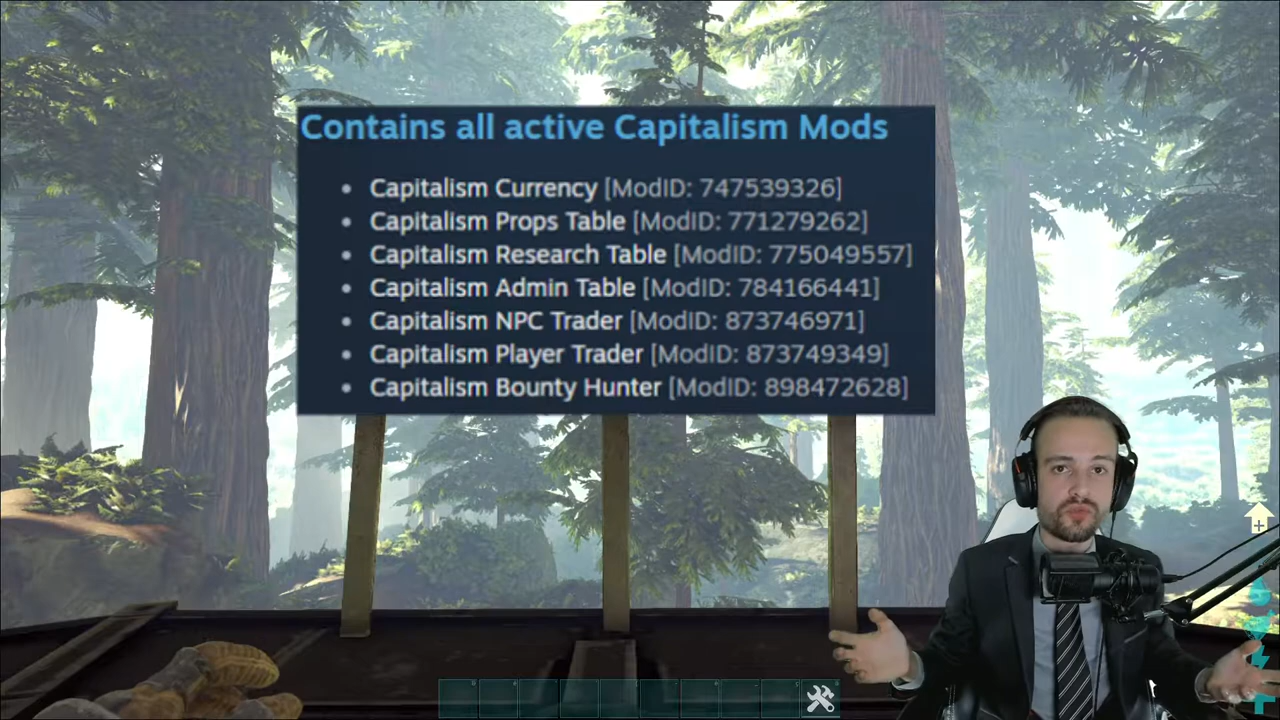 Contains all active Capitalism Mods
• Capitalism Currency [ModID: 747539326]
• Capitalism Props Table [ModID: 771279262]
• Capitalism Research Table [ModID: 775049557]
• Capitalism Admin Table [ModID: 784166441]
• Capitalism NPC Trader [ModID: 873746971]
• Capitalism Player Trader [ModID: 873749349]
• Capitalism Bounty Hunter [ModID: 898472628]